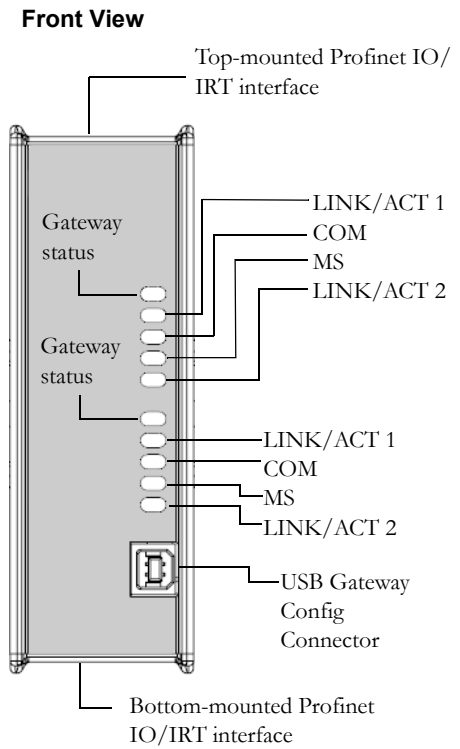 Front View
Top-mounted Profinet IO/
IRT interface
LINK/ACT 1
COM
MS
LINK/ACT 2
Gateway
status
Gateway
status
LINK/ACT 1
COM
MS
LINK/ACT 2
USB Gateway
Config
Connector
Bottom-mounted Profinet
IO/IRT interface